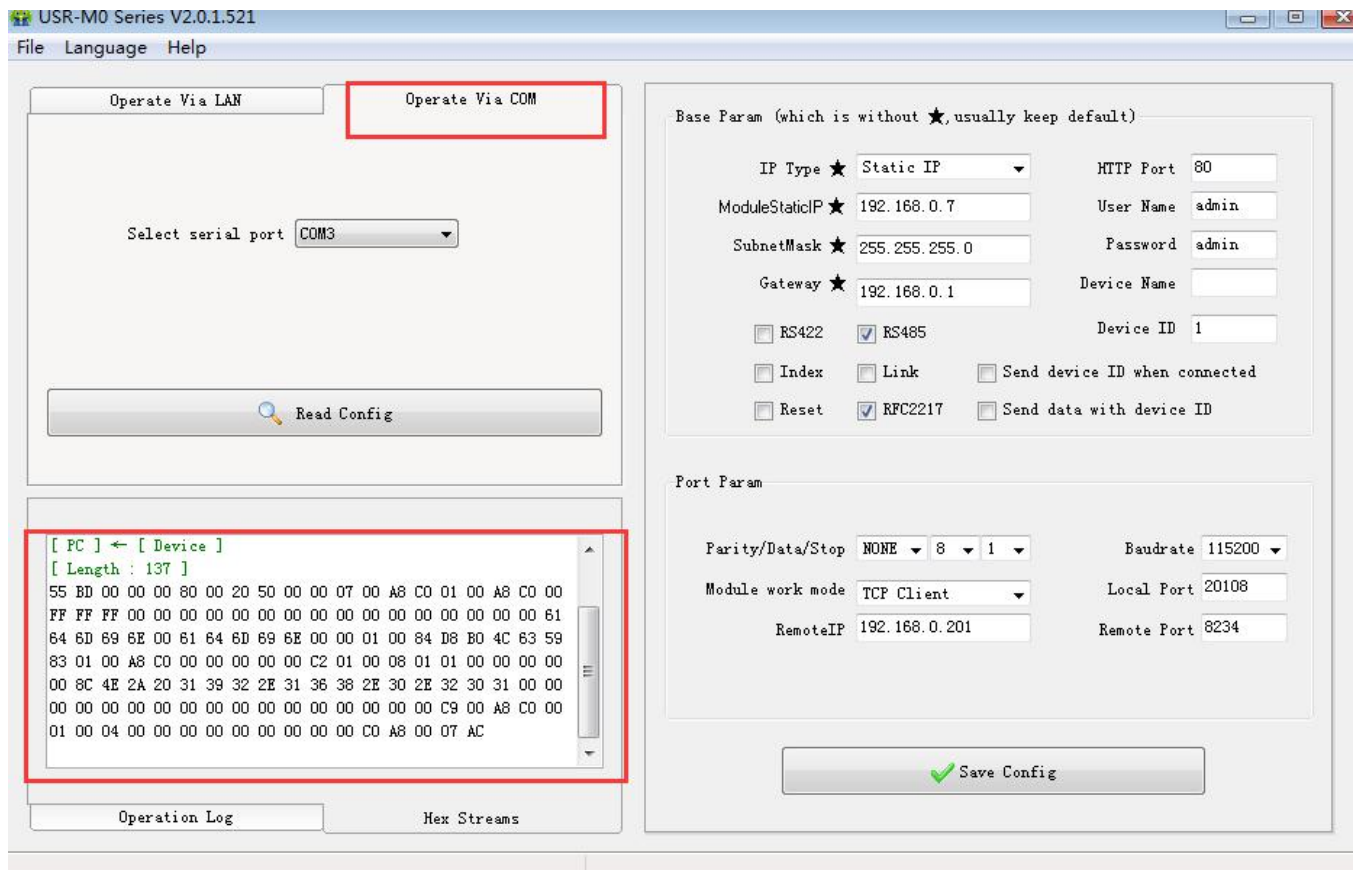 USR-M0 Series V2.0.1.521
File Language Help
Operate Via LAN
Operate Via COM
Select serial port COM3
Read Config
[ PC ] ← [ Device ]
[ Length : 137 ]
55 BD 00 00 00 80 00 20 50 00 00 07 00 A8 C0 01 00 A8 C0 00
FF FF FF 00 00 00 00 00 00 00 00 00 00 00 00 00 00 00 00 61
64 6D 69 6E 00 61 64 6D 69 6E 00 00 01 00 84 D8 B0 4C 63 59
83 01 00 A8 C0 00 00 00 00 00 C2 01 00 08 01 01 00 00 00 00
00 8C 4E 2A 20 31 39 32 2E 31 36 38 2E 30 2E 32 30 31 00 00
00 00 00 00 00 00 00 00 00 00 00 00 00 00 00 C9 00 A8 C0 00
01 00 04 00 00 00 00 00 00 00 00 00 C0 A8 00 07 AC
Operation Log
Hex Streams
Base Param (which is without ★,usually keep default)
IP Type ★ Static IP
HTTP Port 80
ModuleStaticIP ★ 192.168.0.7
User Name admin
SubnetMask ★ 255.255.255.0
Password admin
Gateway ★ 192.168.0.1
Device Name
RS422 RS485
Device ID 1
Index Link Send device ID when connected
Reset RFC2217 Send data with device ID
Port Param
Parity/Data/Stop NONE 8 1
Baudrate 115200
Module work mode TCP Client
Local Port 20108
RemoteIP 192.168.0.201
Remote Port 8234
Save Config